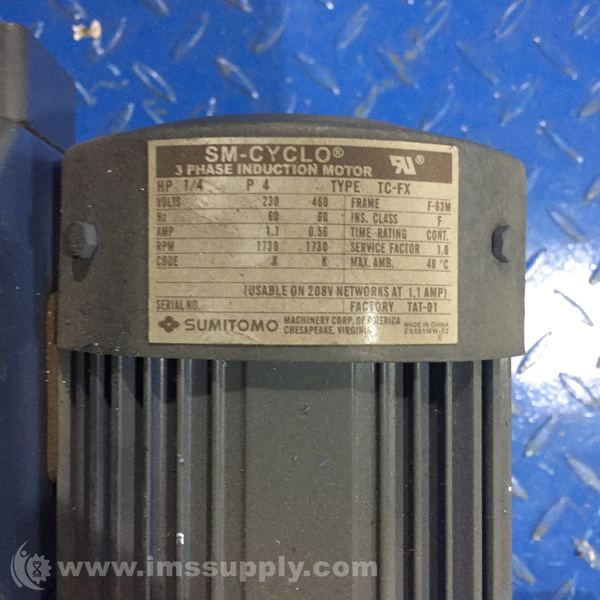 SM-CYCLO®
3 PHASE INDUCTION MOTOR
HP 1/4 P 4 TYPE TC-FX
VOLTS 230 460 FRAME F-63M
Hz 60 60 INS. CLASS F
AMP 1.1 0.56 TIME-RATING CONT.
RPM 1730 1730 SERVICE FACTOR 1.0
CODE K K MAX. AMB. 40 °C
(USABLE ON 208V NETWORKS AT 1.1 AMP)
SERIAL NO. FACTORY TAT-01
SUMITOMO MACHINERY CORP. OF AMERICA
CHESAPEAKE, VIRGINIA
MADE IN CHINA
www.imssupply.com